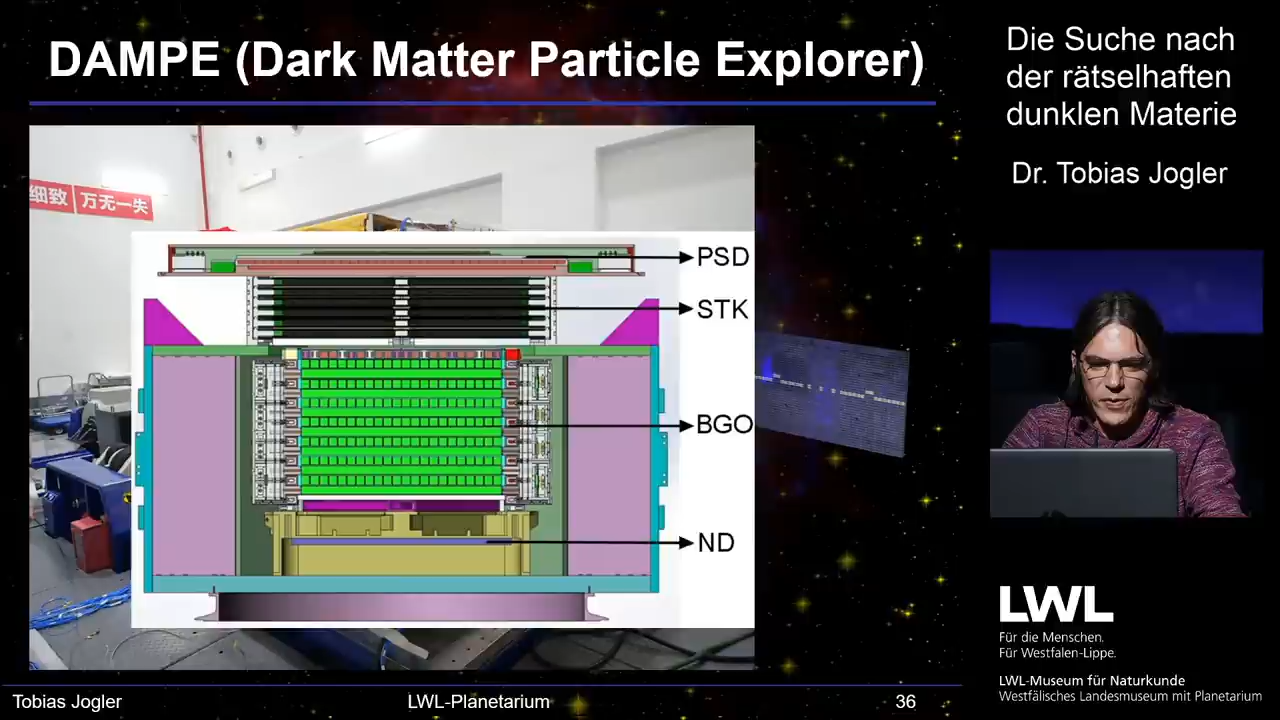 DAMPE (Dark Matter Particle Explorer)
细致 万无一失
PSD
STK
BGO
ND
Tobias Jogler
LWL-Planetarium
36
Die Suche nach
der rätselhaften
dunklen Materie
Dr. Tobias Jogler
LWL
Für die Menschen.
Für Westfalen-Lippe.
LWL-Museum für Naturkunde
Westfälisches Landesmuseum mit Planetarium